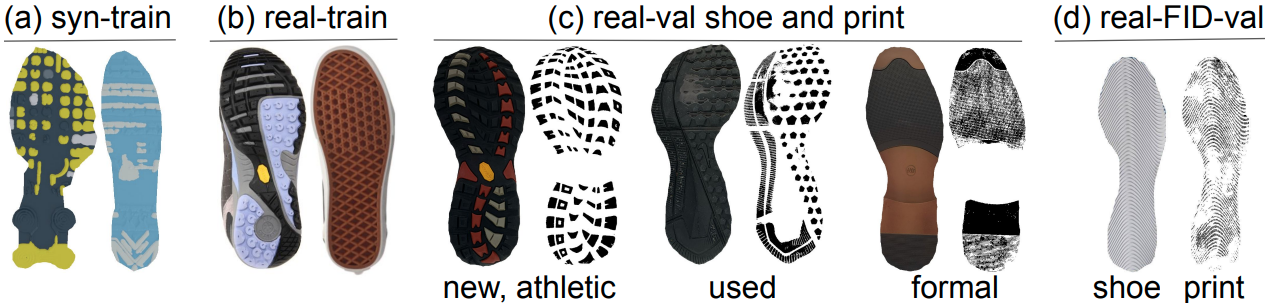 (a) syn-train
(b) real-train
(c) real-val shoe and print
(d) real-FID-val
new, athletic
used
formal
shoe print